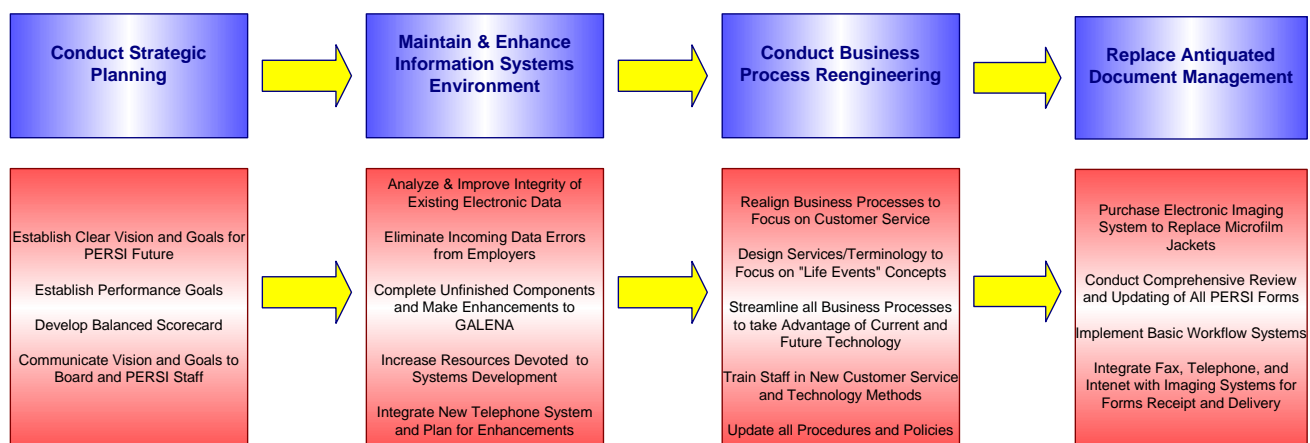 Conduct Strategic
Planning
Maintain & Enhance
Information Systems
Environment
Conduct Business
Process Reengineering
Replace Antiquated
Document Management
Establish Clear Vision and Goals for
PERSI Future
Establish Performance Goals
Develop Balanced Scorecard
Communicate Vision and Goals to
Board and PERSI Staff
Analyze & Improve Integrity of
Existing Electronic Data
Eliminate Incoming Data Errors
from Employers
Complete Unfinished Components
and Make Enhancements to
GALENA
Increase Resources Devoted to
Systems Development
Integrate New Telephone System
and Plan for Enhancements
Realign Business Processes to
Focus on Customer Service
Design Services/Terminology to
Focus on "Life Events" Concepts
Streamline all Business Processes
to take Advantage of Current and
Future Technology
Train Staff in New Customer Service
and Technology Methods
Update all Procedures and Policies
Purchase Electronic Imaging
System to Replace Microfilm
Jackets
Conduct Comprehensive Review
and Updating of All PERSI Forms
Implement Basic Workflow Systems
Integrate Fax, Telephone, and
Intenet with Imaging Systems for
Forms Receipt and Delivery